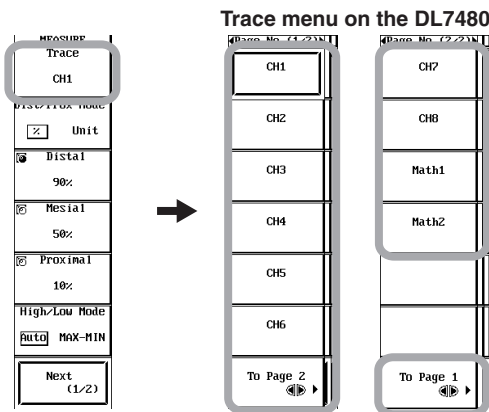 Trace menu on the DL7480
MEASURE
Trace
CH1
Dist/Prox Mode
% Unit
Distal
90%
Mesial
50%
Proximal
10%
High/Low Mode
Auto MAX-MIN
Next
(1/2)
Page No.(1/2)
CH1
CH2
CH3
CH4
CH5
CH6
To Page 2
Page No.(2/2)
CH7
CH8
Math1
Math2
To Page 1